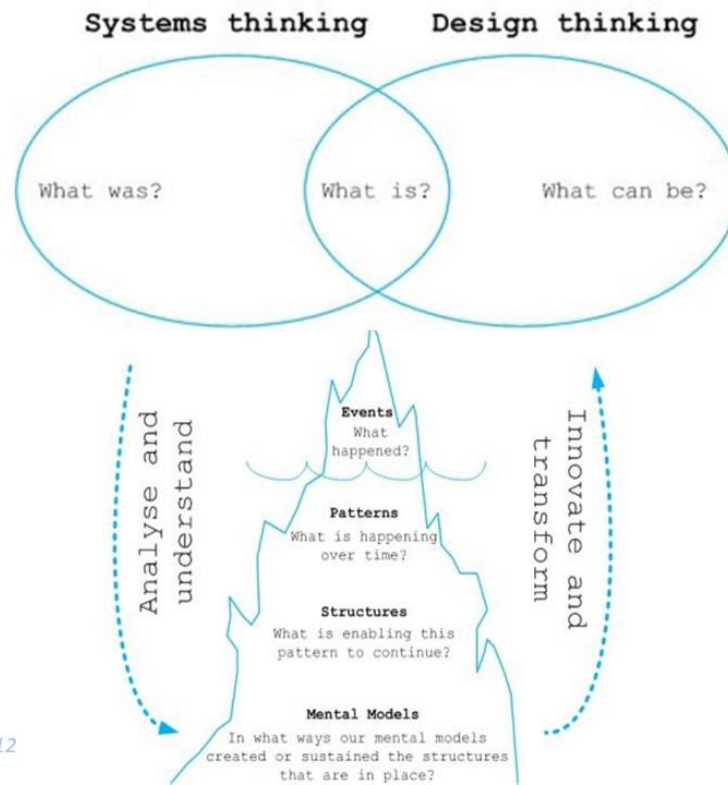 Systems thinking
Design thinking
What was?
What is?
What can be?
Analyse and
understand
Events
What
happened?
Patterns
What is happening
over time?
Structures
What is enabling this
pattern to continue?
Mental Models
In what ways our mental models
created or sustained the structures
that are in place?
Innovate and
transform
12